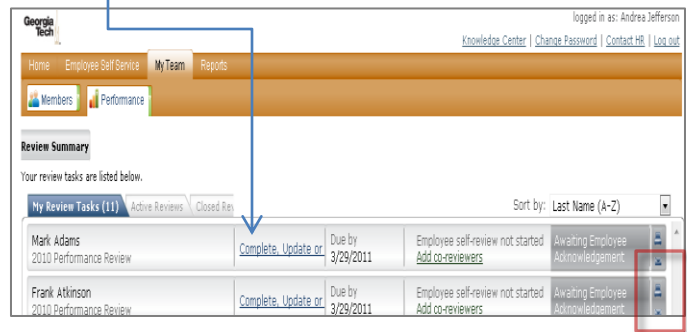 Georgia
Tech
logged in as: Andrea Jefferson
Knowledge Center | Change Password | Contact HR | Log out
Home Employee Self Service My Team Reports
Members Performance
Review Summary
Your review tasks are listed below.
My Review Tasks (11) Active Reviews Closed Rev
Sort by: Last Name (A-Z)
Mark Adams
2010 Performance Review
Complete, Update or
Due by
3/29/2011
Employee self-review not started
Add co-reviewers
Awaiting Employee
Acknowledgement
Frank Atkinson
2010 Performance Review
Complete, Update or
Due by
3/29/2011
Employee self-review not started
Add co-reviewers
Awaiting Employee
Acknowledgement